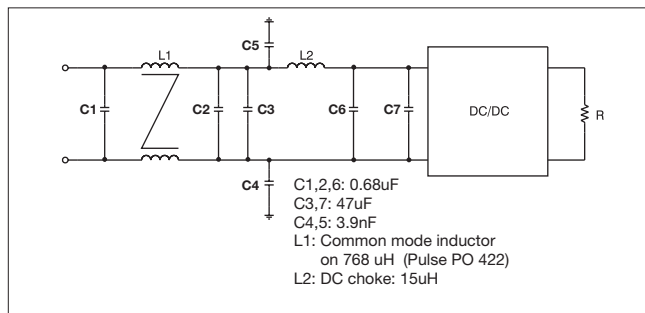 C5
L1
L2
C1
C2
C3
C6
C7
DC/DC
R
C4
C1,2,6: 0.68uF
C3,7: 47uF
C4,5: 3.9nF
L1: Common mode inductor
on 768 uH (Pulse PO 422)
L2: DC choke: 15uH